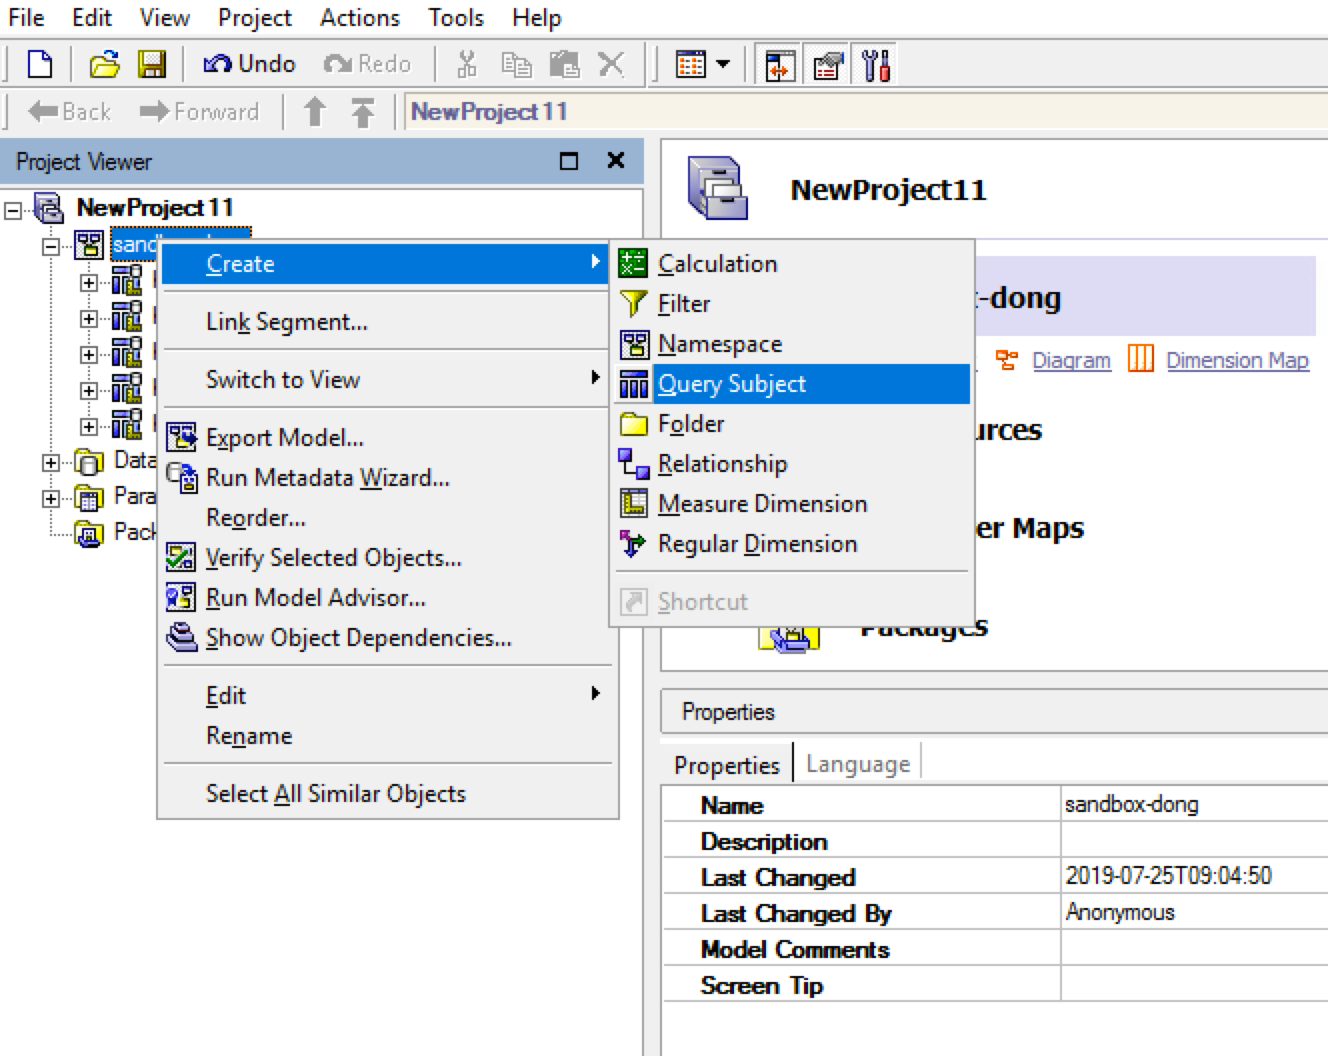 File Edit View Project Actions Tools Help
Undo Redo
Back Forward NewProject11
Project Viewer
NewProject11
NewProject11
Create
Link Segment...
Switch to View
Export Model...
Run Metadata Wizard...
Reorder...
Verify Selected Objects...
Run Model Advisor...
Show Object Dependencies...
Edit
Rename
Select All Similar Objects
Calculation
Filter
Namespace
Query Subject
Folder
Relationship
Measure Dimension
Regular Dimension
Shortcut
-dong
Diagram Dimension Map
urces
er Maps
Packages
Properties
Properties Language
Name sandbox-dong
Description
Last Changed 2019-07-25T09:04:50
Last Changed By Anonymous
Model Comments
Screen Tip